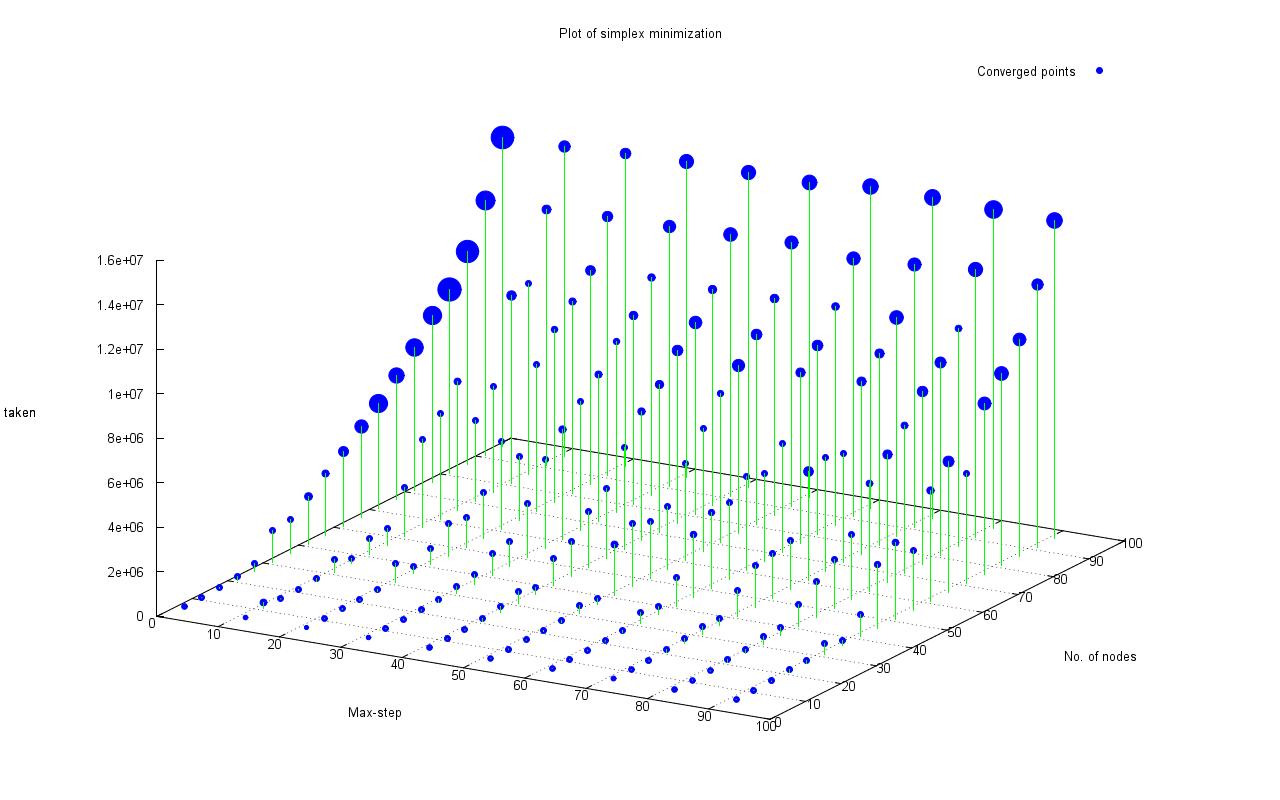 Plot of simplex minimization
Converged points
1.6e+07
1.4e+07
1.2e+07
1e+07
8e+06
6e+06
4e+06
2e+06
0
taken
0
10
20
30
40
50
60
70
80
90
100
Max-step
0
10
20
30
40
50
60
70
80
90
100
No. of nodes